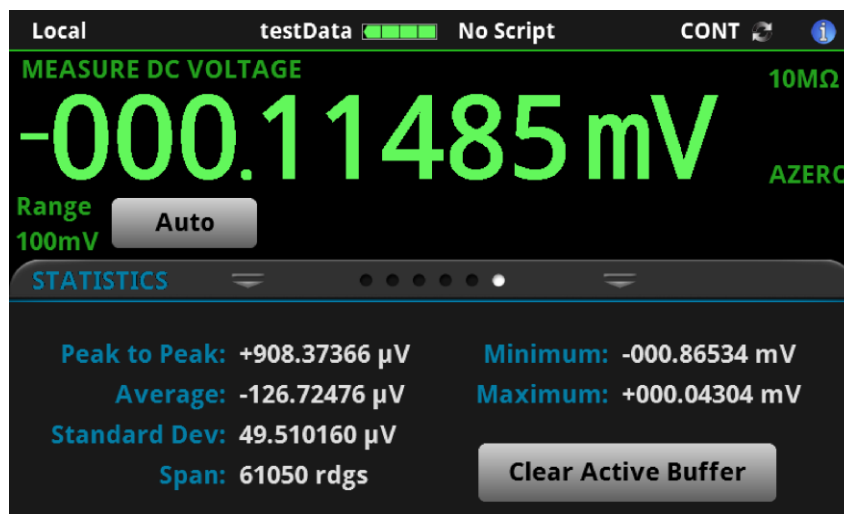 Local testData No Script CONT
MEASURE DC VOLTAGE
10MΩ
-000.11485 mV
AZERO
Range
100mV
Auto
STATISTICS
Peak to Peak: +908.37366 µV
Minimum: -000.86534 mV
Average: -126.72476 µV
Maximum: +000.04304 mV
Standard Dev: 49.510160 µV
Span: 61050 rdgs
Clear Active Buffer